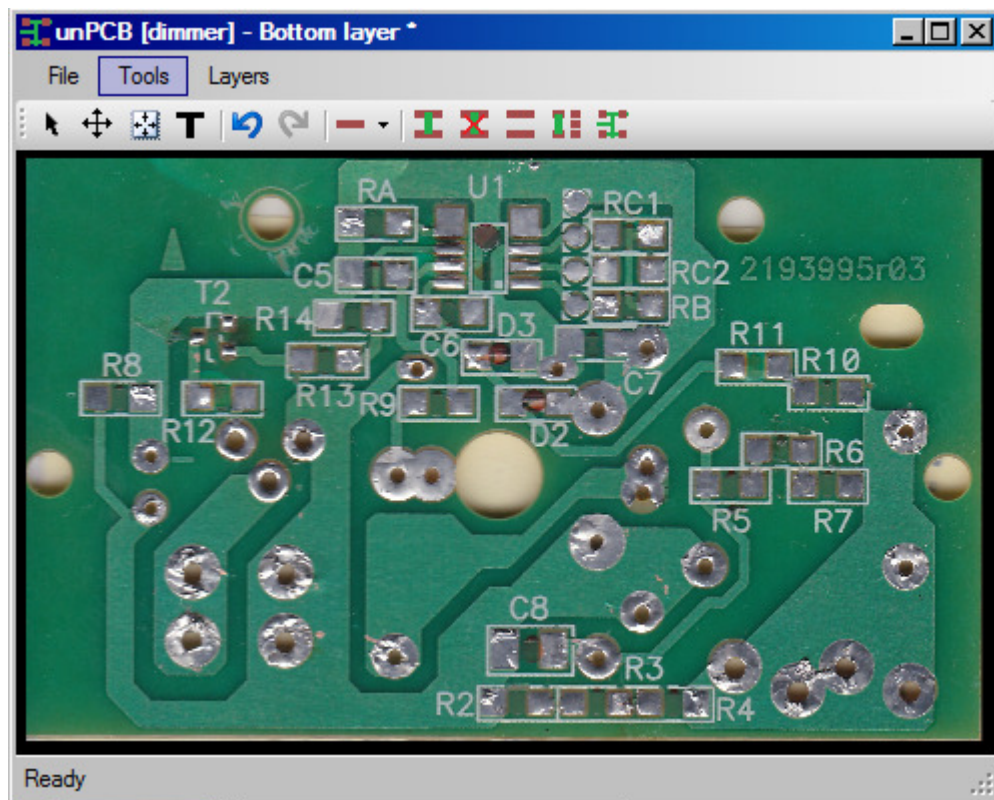 unPCB [dimmer] - Bottom layer *
File Tools Layers
T
RA U1 RC1
C5 RC2 2193995r03
T2 R14 D3 RB
R8 C6 R11
R13 R9 C7 R10
R12 D2 R6
R5 R7
C8
R3
R2 R4
Ready